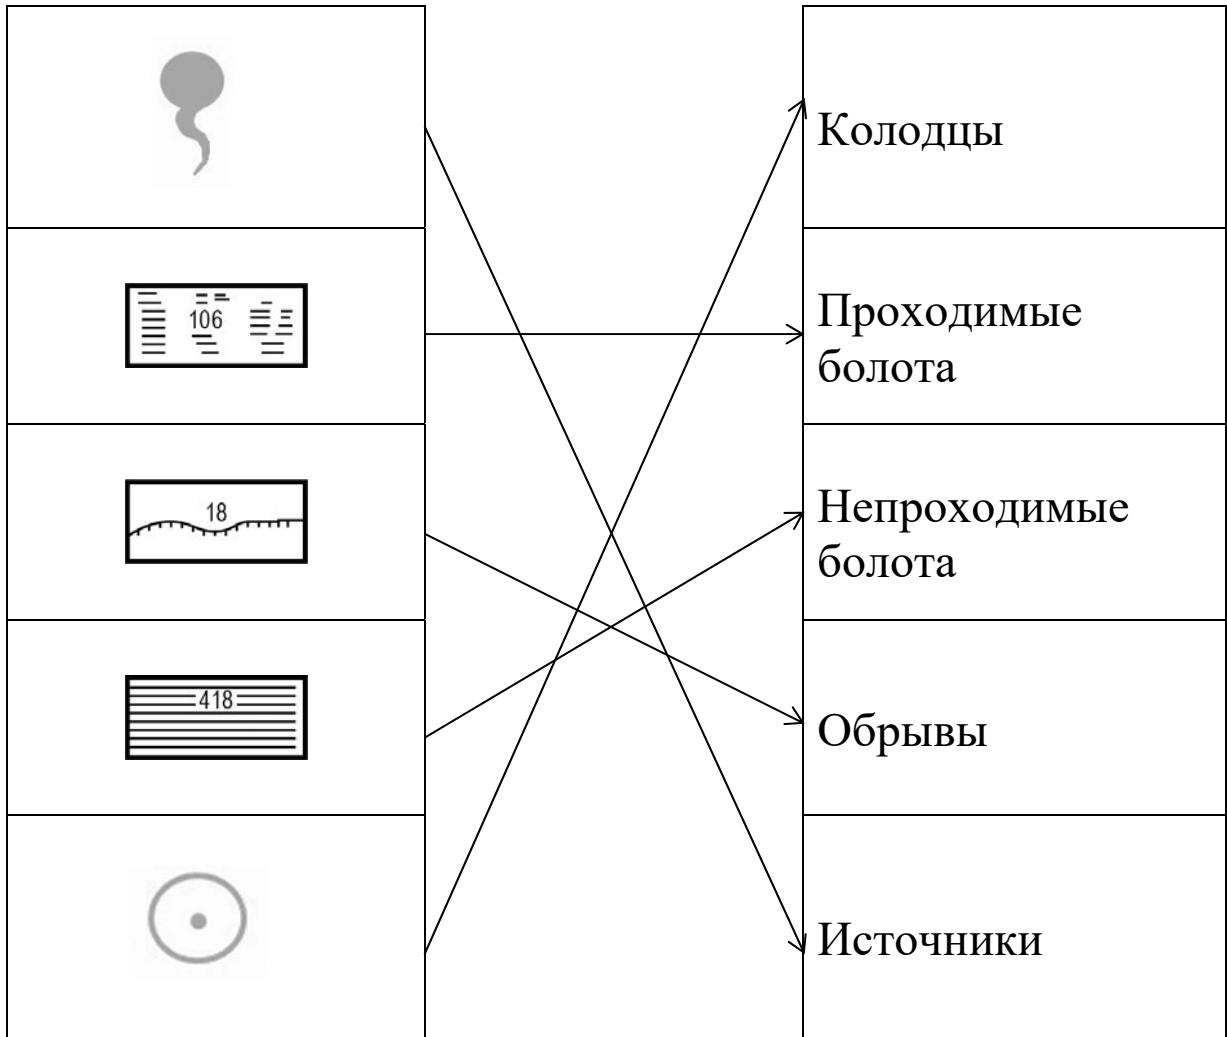 Колодцы
106
Проходимые
болота
18
Непроходимые
болота
418
Обрывы
Источники